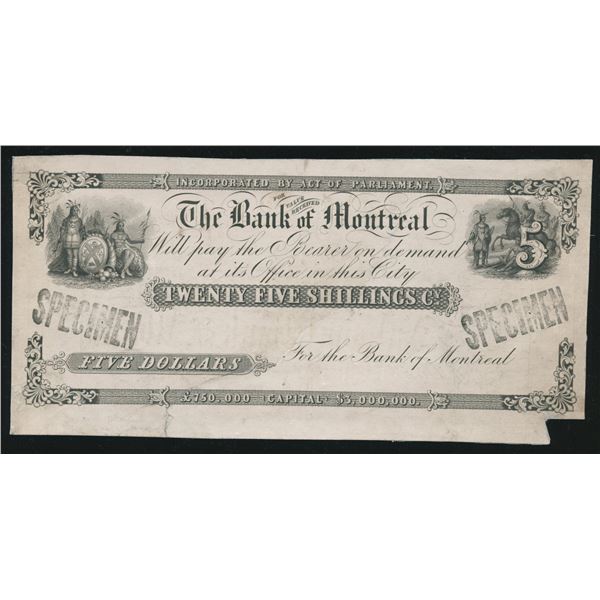 INCORPORATED BY ACT OF PARLIAMENT.
FOR VALUE RECEIVED
The Bank of Montreal
Will pay the Bearer on demand
at its Office in this City
5
TWENTY FIVE SHILLINGS Cy.
SPECIMEN
SPECIMEN
FIVE DOLLARS
For the Bank of Montreal
£750.000 CAPITAL $3,000,000.